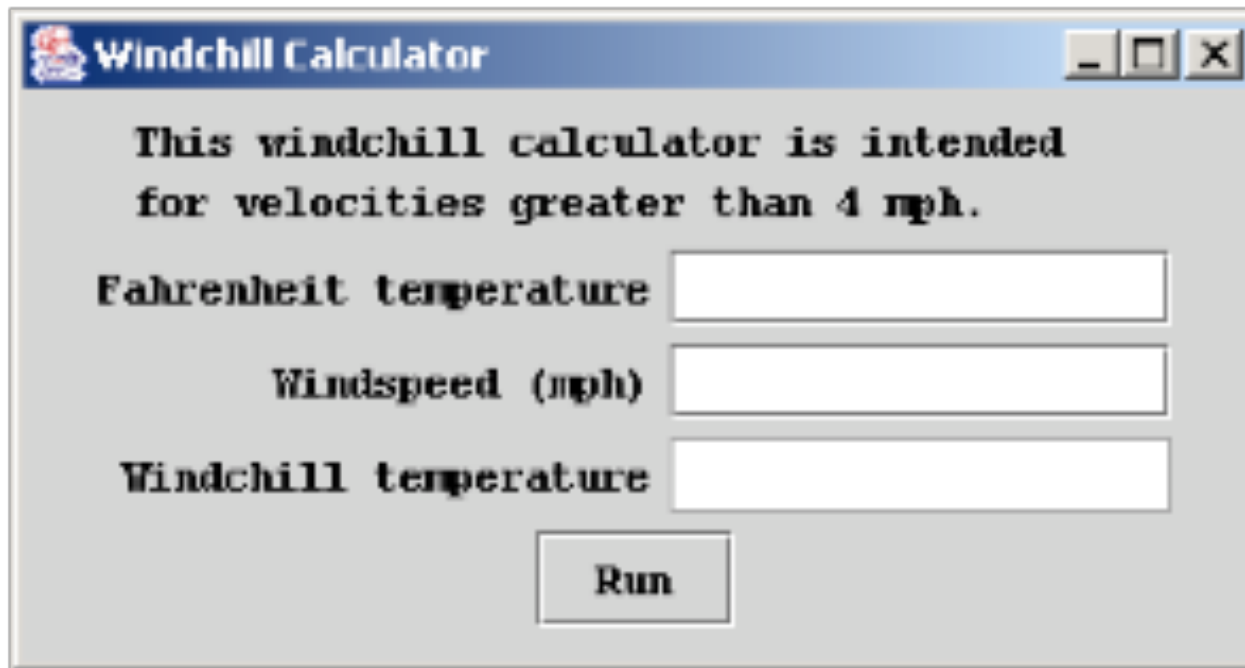 Windchill Calculator
This windchill calculator is intended
for velocities greater than 4 mph.
Fahrenheit temperature
Windspeed (mph)
Windchill temperature
Run